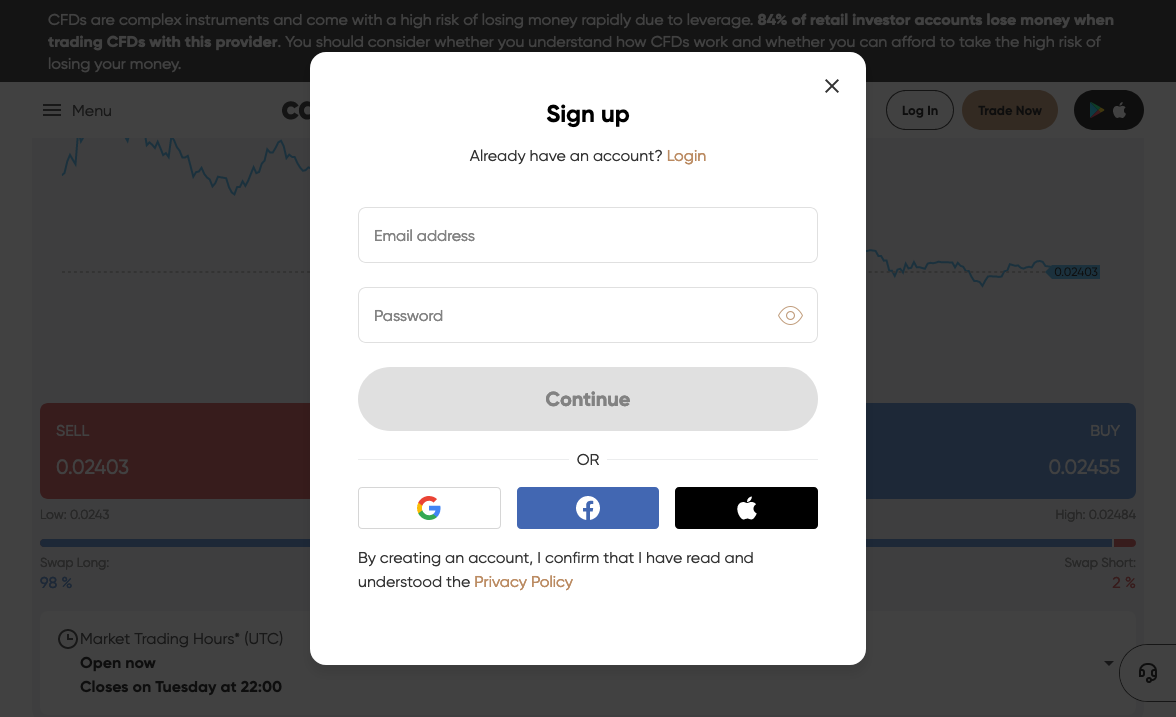 CFDs are complex instruments and come with a high risk of losing money rapidly due to leverage. 84% of retail investor accounts lose money when
trading CFDs with this provider. You should consider whether you understand how CFDs work and whether you can afford to take the high risk of
losing your money.
Menu
Log In
Trade Now
Sign up
Already have an account? Login
Email address
0.02403
Password
Continue
SELL
BUY
0.02403
0.02455
OR
Low: 0.0243
High: 0.02484
By creating an account, I confirm that I have read and
understood the Privacy Policy
Swap Long:
Swap Short:
98 %
2 %
Market Trading Hours* (UTC)
Open now
Closes on Tuesday at 22:00